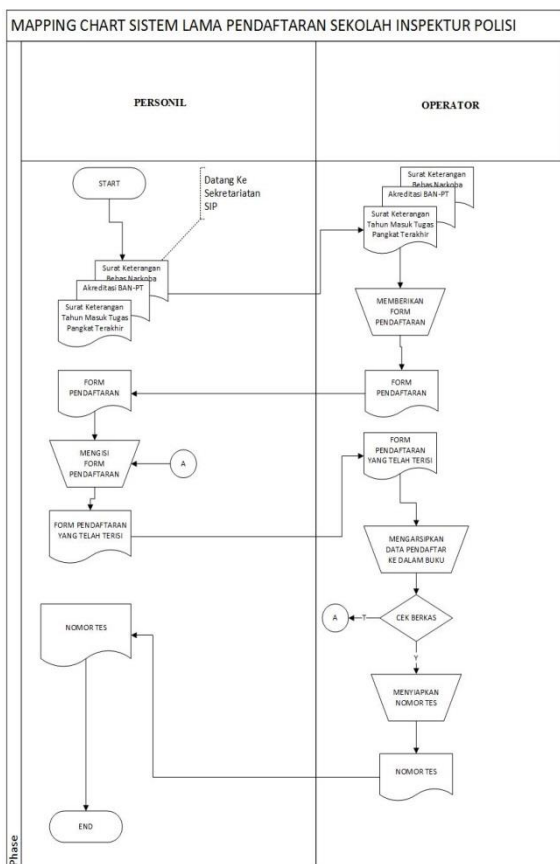 MAPPING CHART SISTEM LAMA PENDAFTARAN SEKOLAH INSPEKTUR POLISI
PERSONIL
OPERATOR
START
Datang Ke
Sekretariatan
SIP
Surat Keterangan
Bebas Narkoba
Akreditasi BAN-PT
Surat Keterangan
Tahun Masuk Tugas
Pangkat Terakhir
Surat Keterangan
Bebas Narkoba
Akreditasi BAN-PT
Surat Keterangan
Tahun Masuk Tugas
Pangkat Terakhir
MEMBERIKAN
FORM
PENDAFTARAN
FORM
PENDAFTARAN
FORM
PENDAFTARAN
MENGISI
FORM
PENDAFTARAN
A
FORM
PENDAFTARAN
YANG TELAH TERISI
FORM PENDAFTARAN
YANG TELAH TERISI
MENGARSIPKAN
DATA PENDAFTAR
KE DALAM BUKU
A
T
CEK BERKAS
Y
NOMOR TES
MENYIAPKAN
NOMOR TES
NOMOR TES
END
Phase